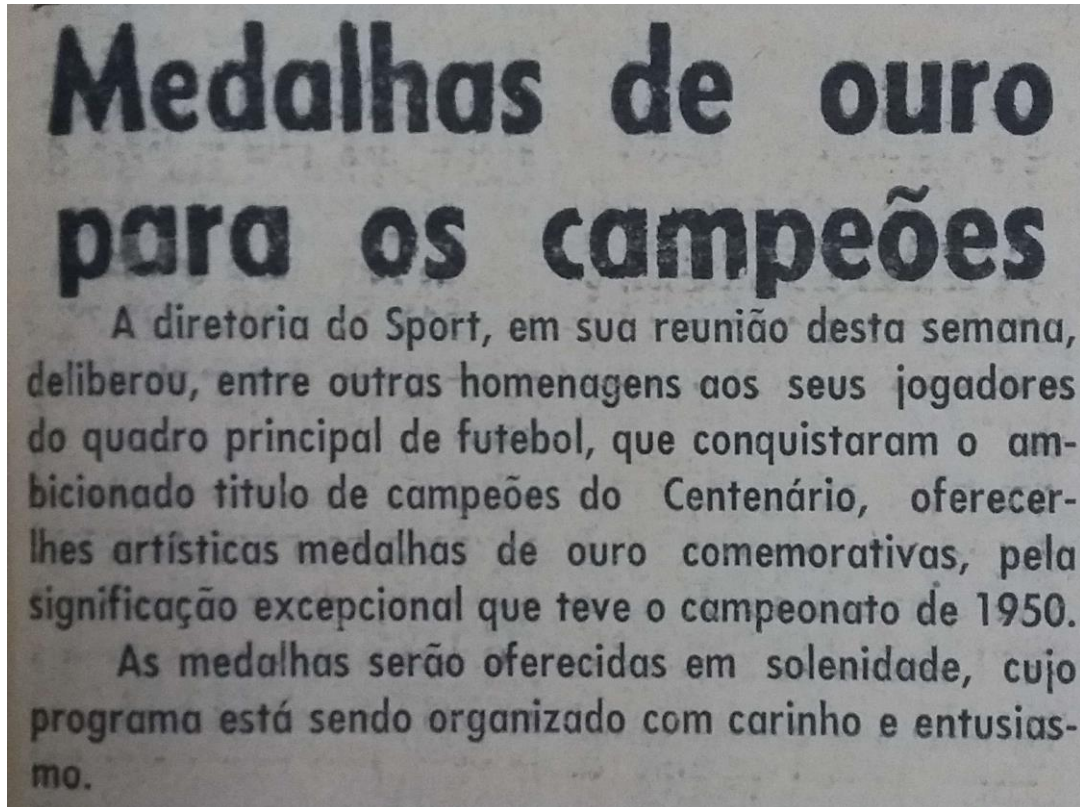 Medalhas de ouro
para os campeões
A diretoria do Sport, em sua reunião desta semana,
deliberou, entre outras homenagens aos seus jogadores
do quadro principal de futebol, que conquistaram o am-
bicionado titulo de campeões do Centenário, oferecer-
lhes artísticas medalhas de ouro comemorativas, pela
significação excepcional que teve o campeonato de 1950.
As medalhas serão oferecidas em solenidade, cujo
programa está sendo organizado com carinho e entusias-
mo.